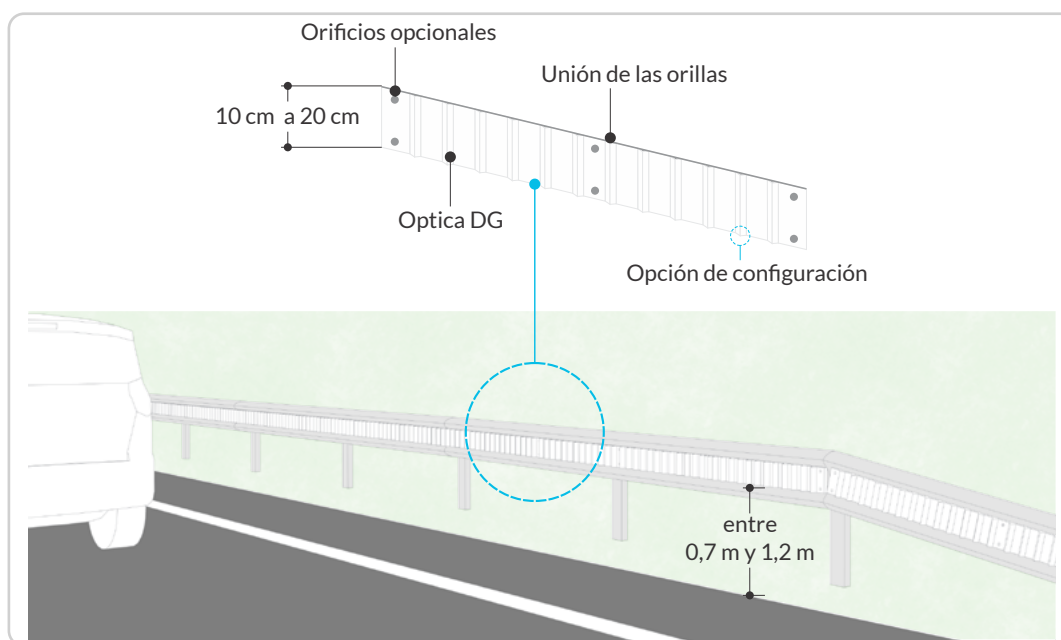 Orificios opcionales
Unión de las orillas
10 cm a 20 cm
Optica DG
Opción de configuración
entre
0,7 m y 1,2 m